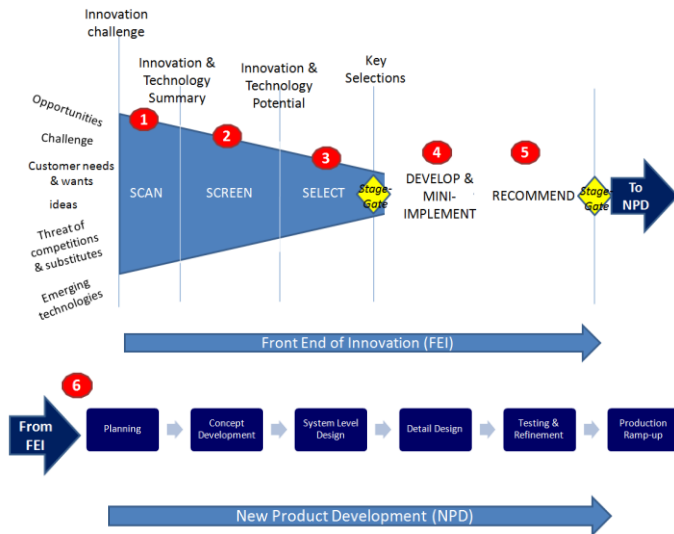 Innovation
challenge
Innovation &
Technology
Summary
Innovation &
Technology
Potential
Key
Selections
Opportunities
Challenge
Customer needs
& wants
ideas
Threat of
competitions
& substitutes
Emerging
technologies
1
2
3
4
5
SCAN
SCREEN
SELECT
Stage-
Gate
DEVELOP &
MINI-
IMPLEMENT
RECOMMEND
Stage-
Gate
To
NPD
Front End of Innovation (FEI)
6
From
FEI
Planning
Concept
Development
System Level
Design
Detail Design
Testing &
Refinement
Production
Ramp-up
New Product Development (NPD)